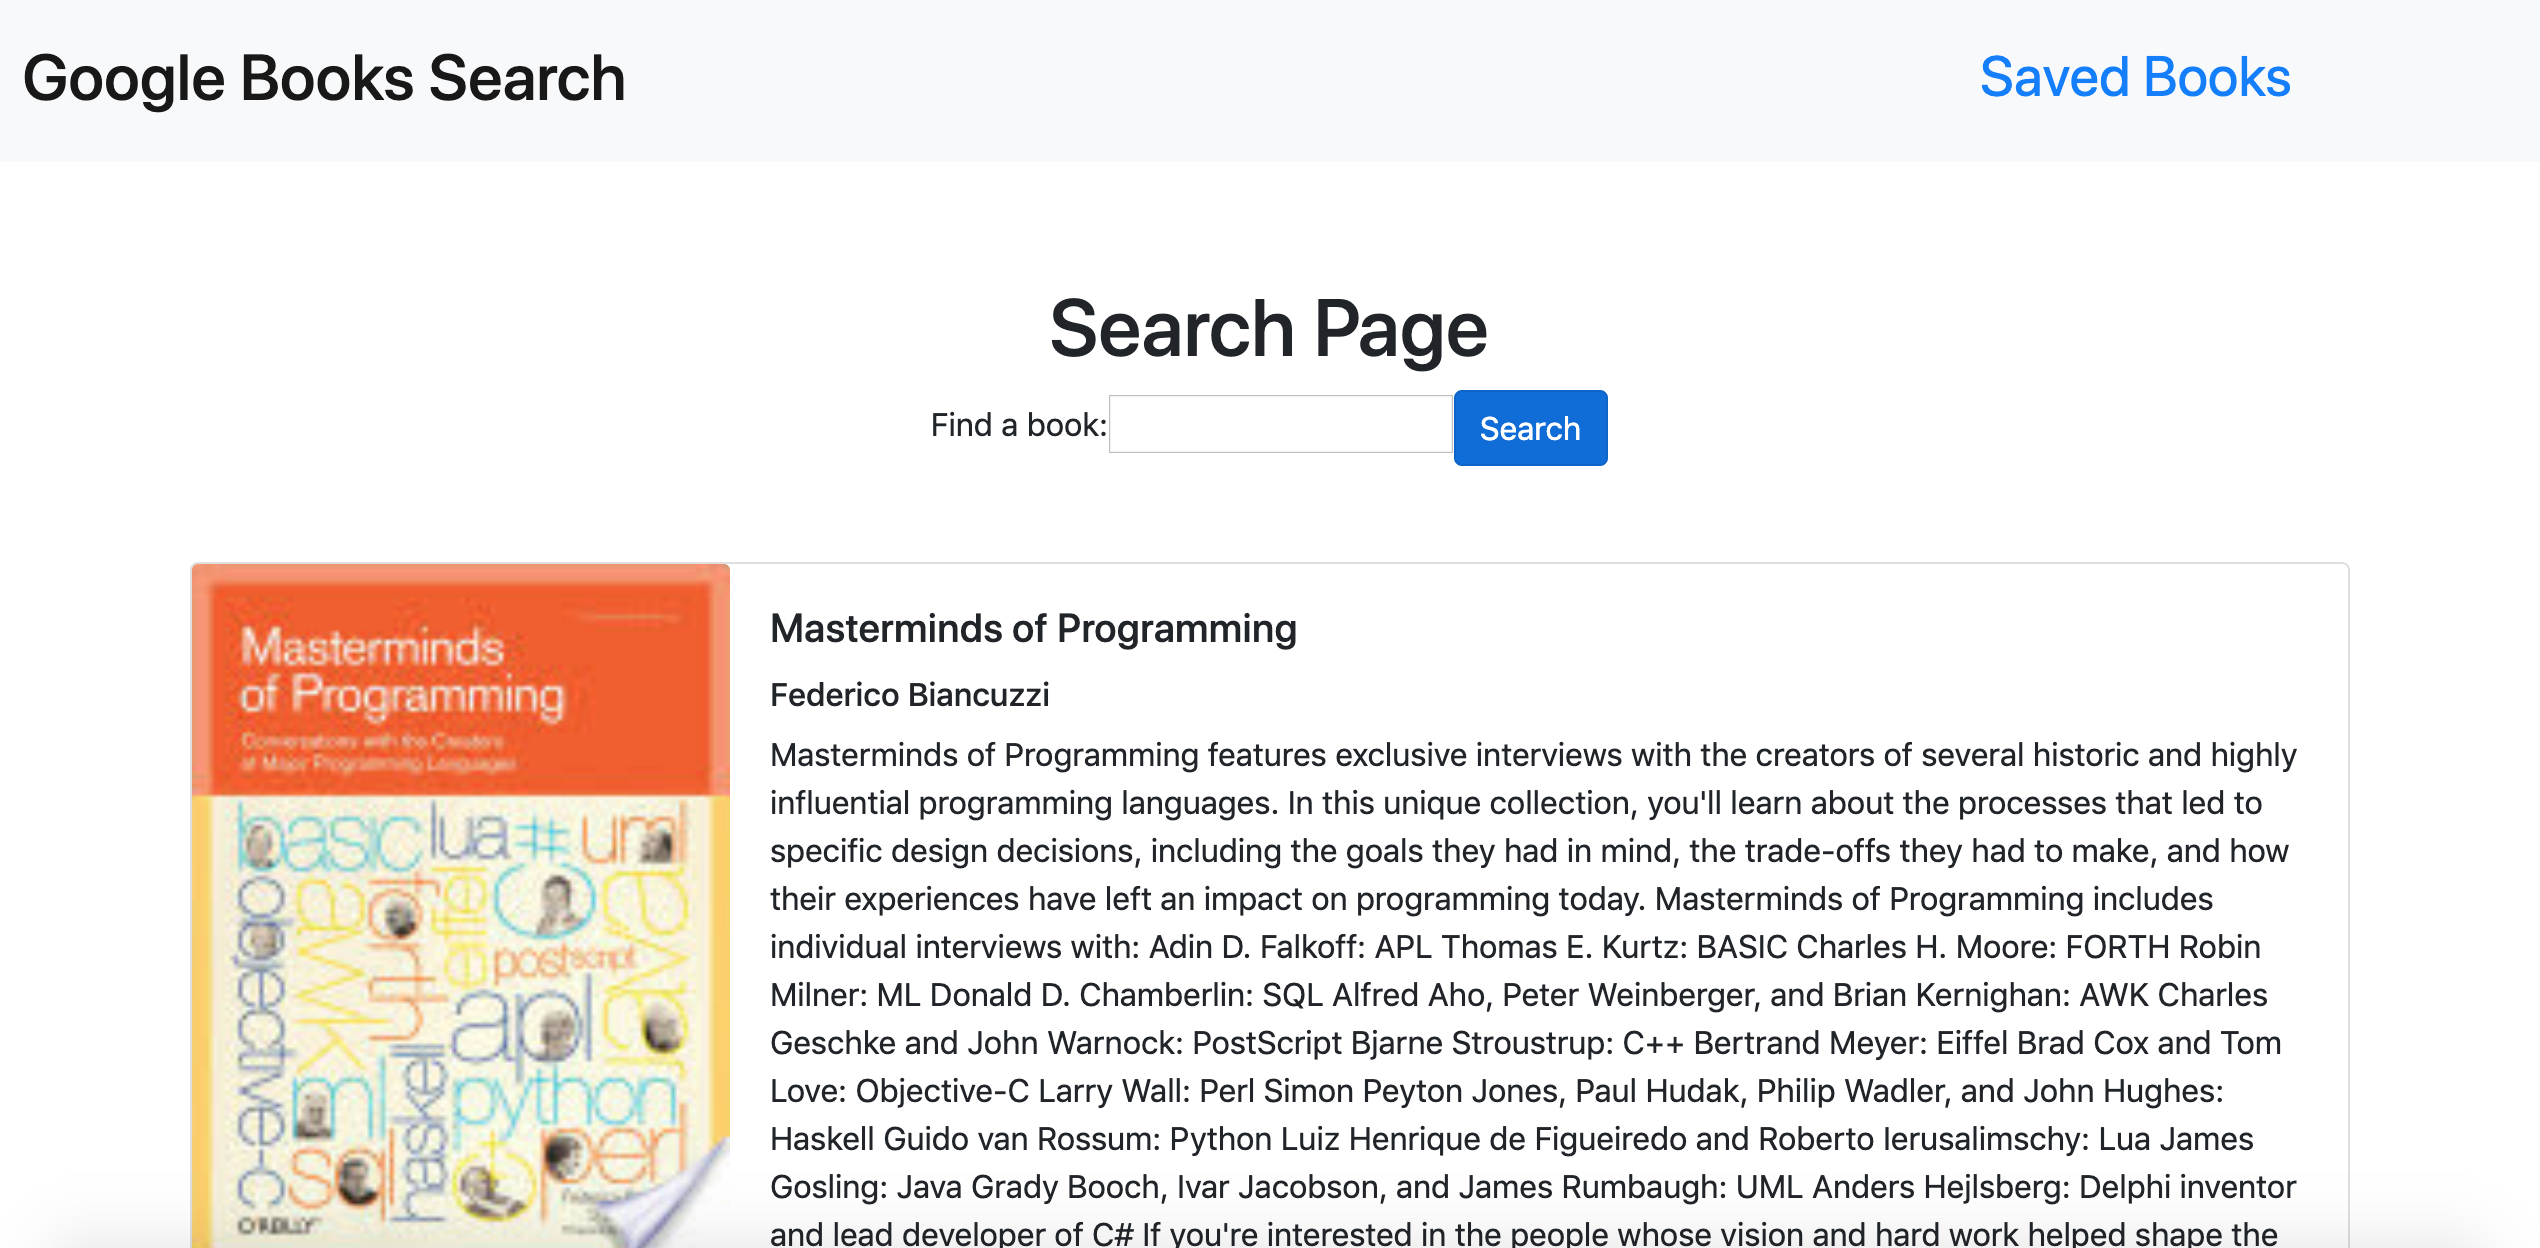 Google Books Search
Saved Books
Search Page
Find a book:
Search
Masterminds
of Programming
Conversations with the Creators
of Major Programming Languages
basic lua c# uml
objective-c
awk
forth
eiffel
java
postscript
apl
ml
haskell
python
sql
c++
perl
O'REILLY
Masterminds of Programming
Federico Biancuzzi
Masterminds of Programming features exclusive interviews with the creators of several historic and highly
influential programming languages. In this unique collection, you'll learn about the processes that led to
specific design decisions, including the goals they had in mind, the trade-offs they had to make, and how
their experiences have left an impact on programming today. Masterminds of Programming includes
individual interviews with: Adin D. Falkoff: APL Thomas E. Kurtz: BASIC Charles H. Moore: FORTH Robin
Milner: ML Donald D. Chamberlin: SQL Alfred Aho, Peter Weinberger, and Brian Kernighan: AWK Charles
Geschke and John Warnock: PostScript Bjarne Stroustrup: C++ Bertrand Meyer: Eiffel Brad Cox and Tom
Love: Objective-C Larry Wall: Perl Simon Peyton Jones, Paul Hudak, Philip Wadler, and John Hughes:
Haskell Guido van Rossum: Python Luiz Henrique de Figueiredo and Roberto Ierusalimschy: Lua James
Gosling: Java Grady Booch, Ivar Jacobson, and James Rumbaugh: UML Anders Hejlsberg: Delphi inventor
and lead developer of C# If you're interested in the people whose vision and hard work helped shape the